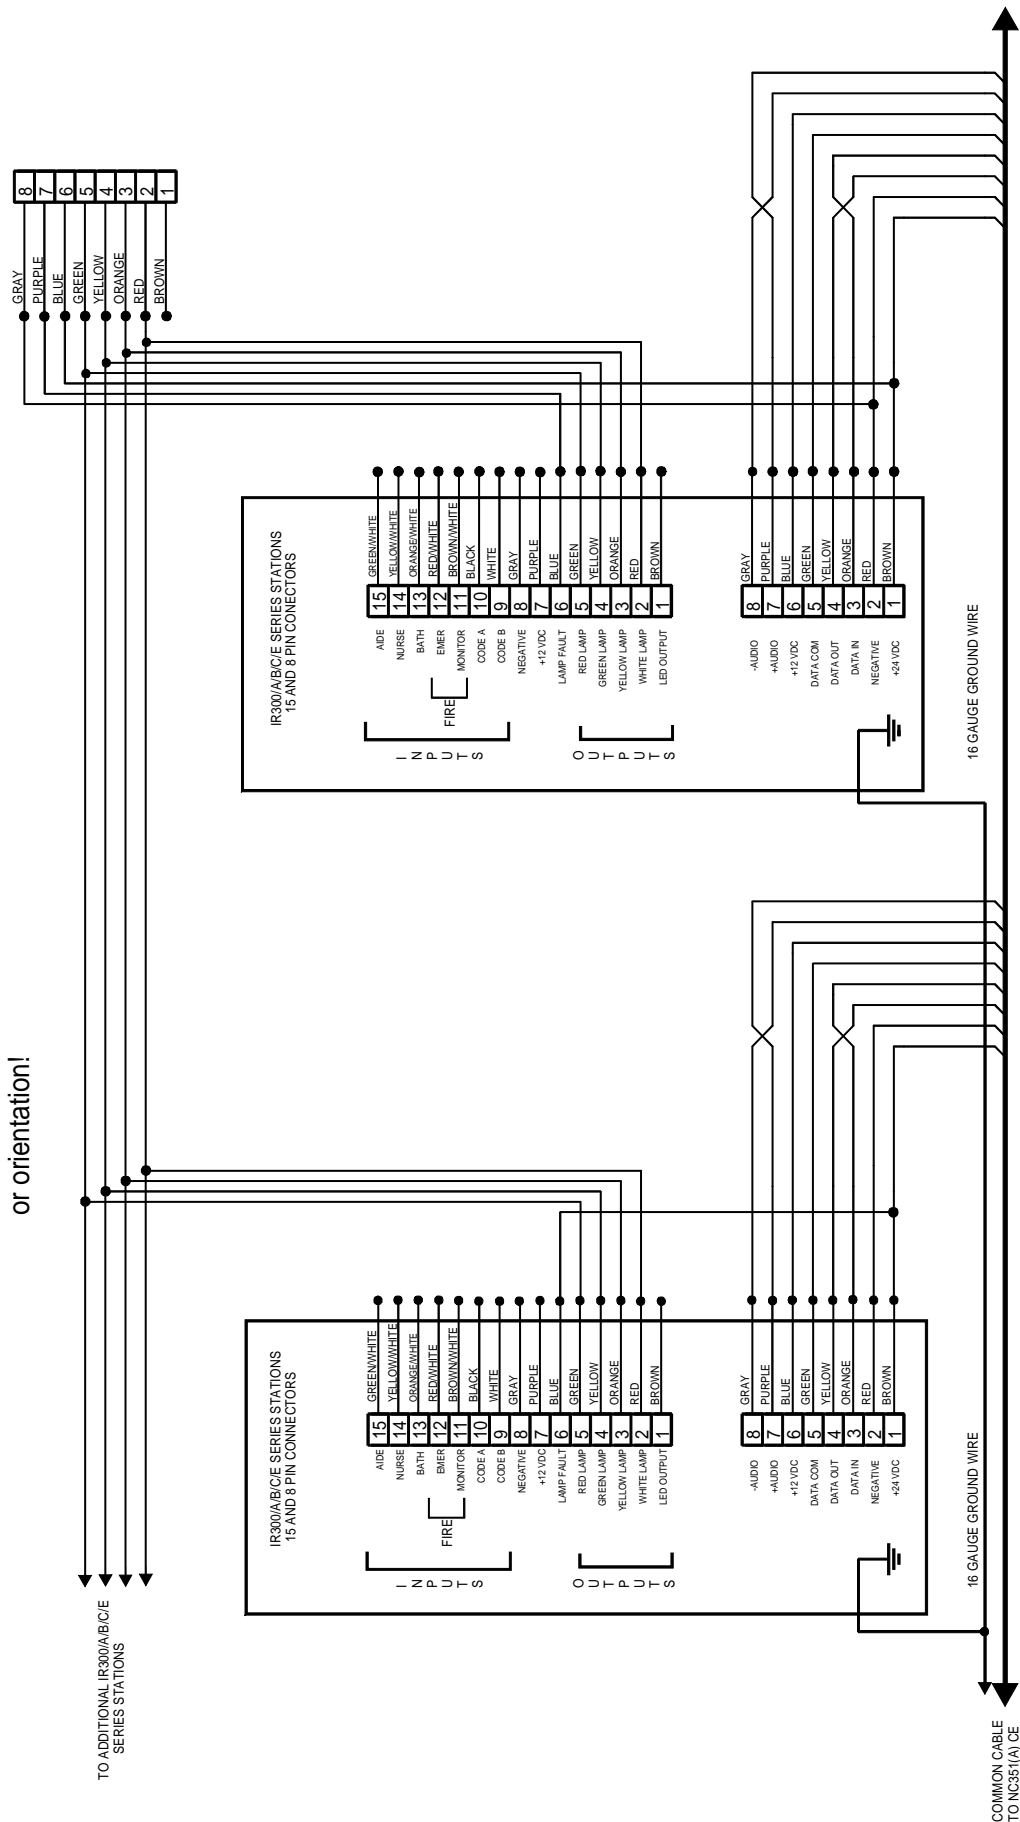 or orientation!
8
7
6
5
4
3
2
1
GRAY
PURPLE
BLUE
GREEN
YELLOW
ORANGE
RED
BROWN
TO ADDITIONAL IR300/A/B/C/E
SERIES STATIONS
IR300/A/B/C/E SERIES STATIONS
15 AND 8 PIN CONNECTORS
INPUTS
FIRE
OUTPUTS
AIDE 15 GREEN/WHITE
NURSE 14 YELLOW/WHITE
BATH 13 ORANGE/WHITE
EMER 12 RED/WHITE
MONITOR 11 BROWN/WHITE
CODE A 10 BLACK
CODE B 9 WHITE
NEGATIVE 8 GRAY
+12 VDC 7 PURPLE
LAMP FAULT 6 BLUE
RED LAMP 5 GREEN
GREEN LAMP 4 YELLOW
YELLOW LAMP 3 ORANGE
WHITE LAMP 2 RED
LED OUTPUT 1 BROWN
-AUDIO 8 GRAY
+AUDIO 7 PURPLE
+12 VDC 6 BLUE
DATA COM 5 GREEN
DATA OUT 4 YELLOW
DATA IN 3 ORANGE
NEGATIVE 2 RED
+24 VDC 1 BROWN
16 GAUGE GROUND WIRE
IR300/A/B/C/E SERIES STATIONS
15 AND 8 PIN CONECTORS
INPUTS
FIRE
OUTPUTS
AIDE 15 GREEN/WHITE
NURSE 14 YELLOW/WHITE
BATH 13 ORANGE/WHITE
EMER 12 RED/WHITE
MONITOR 11 BROWN/WHITE
CODE A 10 BLACK
CODE B 9 WHITE
NEGATIVE 8 GRAY
+12 VDC 7 PURPLE
LAMP FAULT 6 BLUE
RED LAMP 5 GREEN
GREEN LAMP 4 YELLOW
YELLOW LAMP 3 ORANGE
WHITE LAMP 2 RED
LED OUTPUT 1 BROWN
-AUDIO 8 GRAY
+AUDIO 7 PURPLE
+12 VDC 6 BLUE
DATA COM 5 GREEN
DATA OUT 4 YELLOW
DATA IN 3 ORANGE
NEGATIVE 2 RED
+24 VDC 1 BROWN
16 GAUGE GROUND WIRE
COMMON CABLE
TO NC351(A) CE